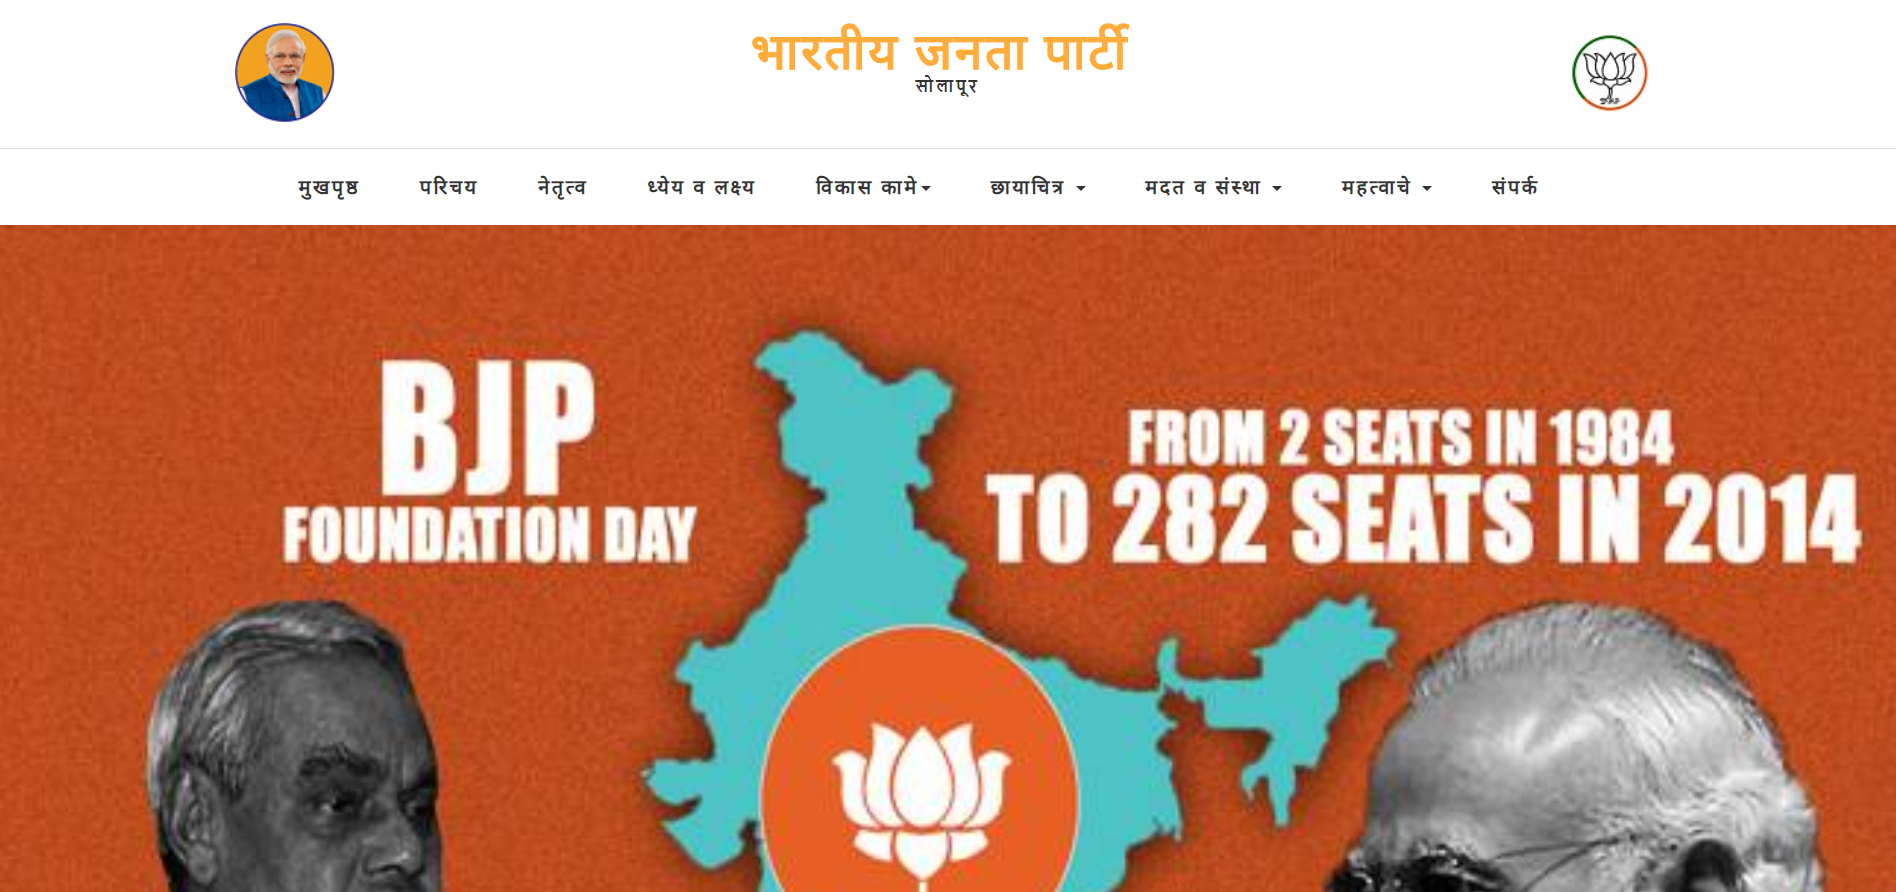 भारतीय जनता पार्टी
सोलापूर
मुखपृष्ठ परिचय नेतृत्व ध्येय व लक्ष्य विकास कामे छायाचित्र मदत व संस्था महत्वाचे संपर्क
BJP
FOUNDATION DAY
FROM 2 SEATS IN 1984
TO 282 SEATS IN 2014